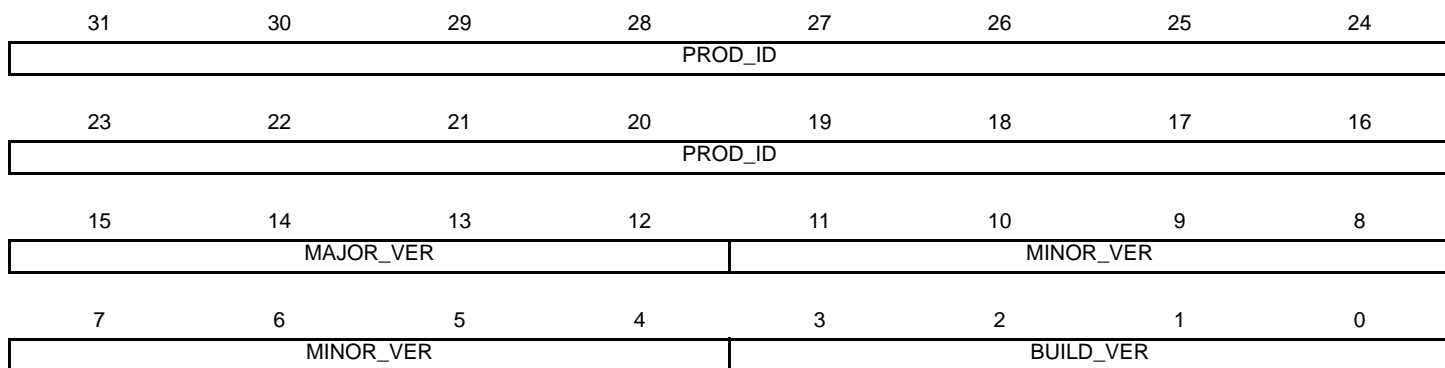 31 30 29 28 27 26 25 24
PROD_ID
23 22 21 20 19 18 17 16
PROD_ID
15 14 13 12 11 10 9 8
MAJOR_VER MINOR_VER
7 6 5 4 3 2 1 0
MINOR_VER BUILD_VER